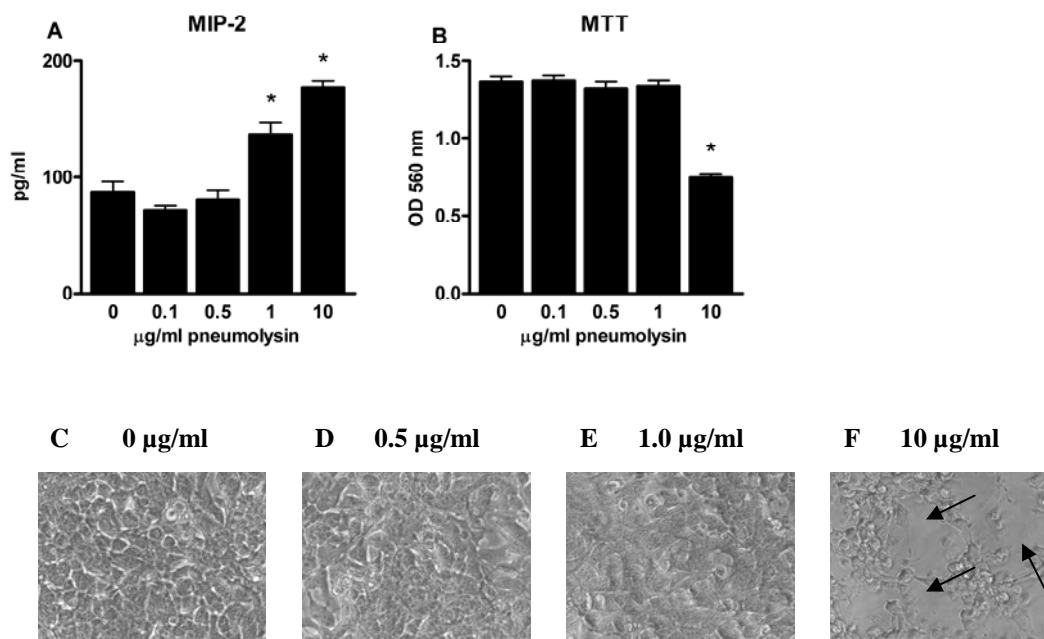 A MIP-2
200
100
0
pg/ml
* *
0 0.1 0.5 1 10
μg/ml pneumolysin
B MTT
1.5
1.0
0.5
0.0
OD 560 nm
*
0 0.1 0.5 1 10
μg/ml pneumolysin
C 0 µg/ml
D 0.5 µg/ml
E 1.0 µg/ml
F 10 µg/ml